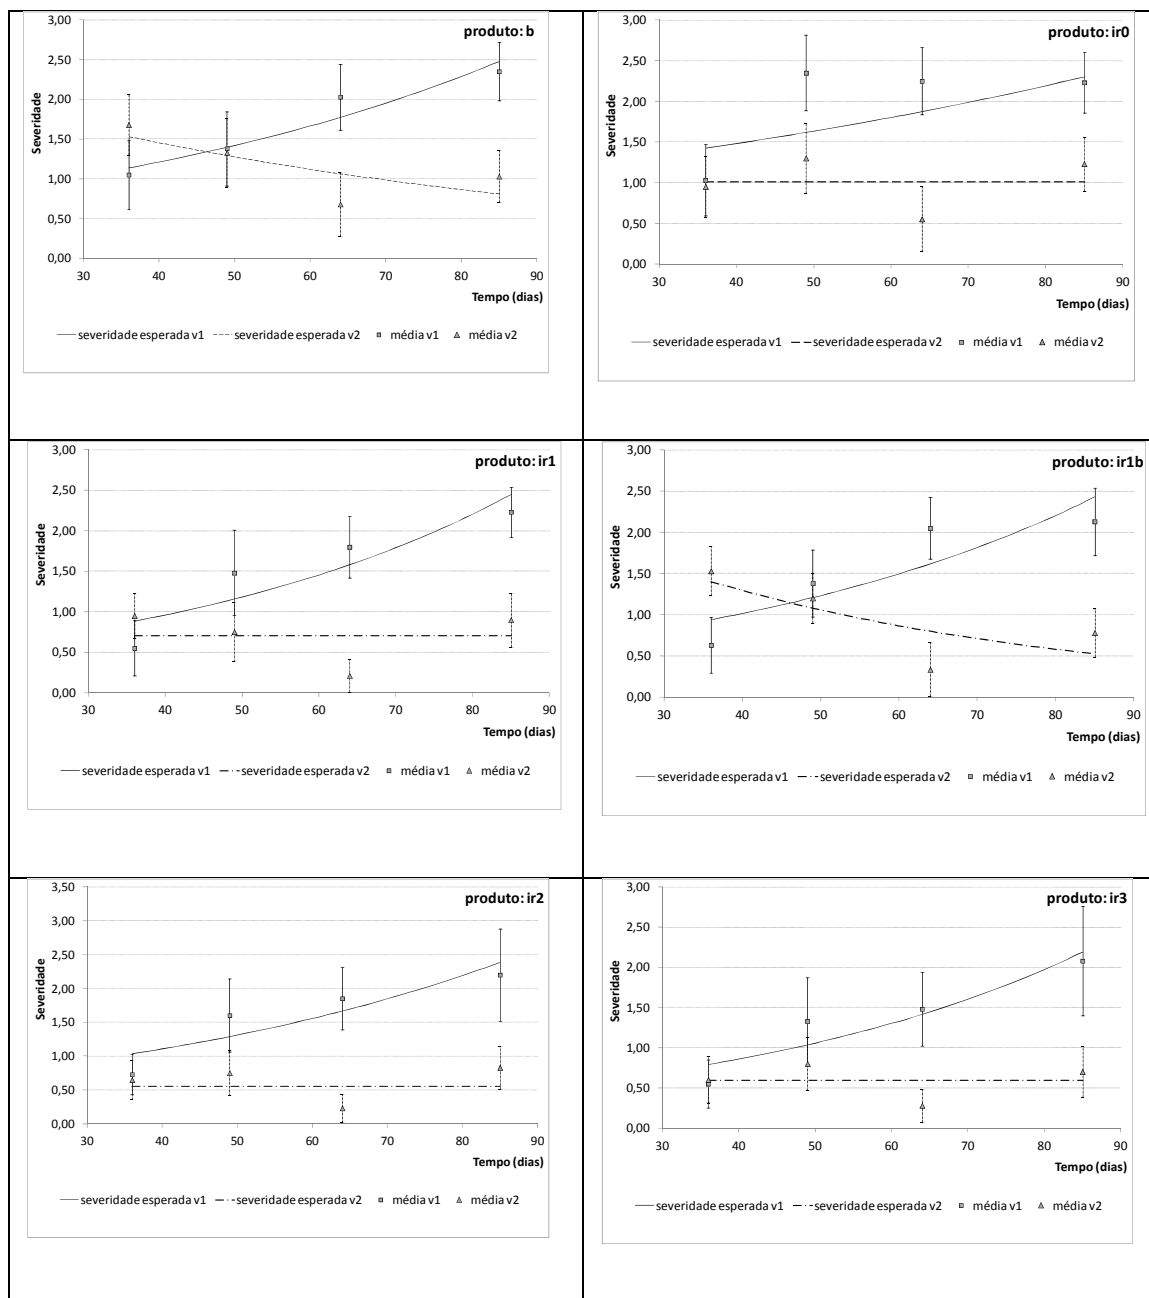 produto: b
3,00
2,50
2,00
1,50
1,00
0,50
0,00
Severidade
30 40 50 60 70 80 90
Tempo (dias)
severidade esperada v1 severidade esperada v2 média v1 média v2
produto: ir0
3,00
2,50
2,00
1,50
1,00
0,50
0,00
Severidade
30 40 50 60 70 80 90
Tempo (dias)
severidade esperada v1 severidade esperada v2 média v1 média v2
produto: ir1
3,00
2,50
2,00
1,50
1,00
0,50
0,00
Severidade
30 40 50 60 70 80 90
Tempo (dias)
severidade esperada v1 severidade esperada v2 média v1 média v2
produto: ir1b
3,00
2,50
2,00
1,50
1,00
0,50
0,00
Severidade
30 40 50 60 70 80 90
Tempo (dias)
severidade esperada v1 severidade esperada v2 média v1 média v2
produto: ir2
3,50
3,00
2,50
2,00
1,50
1,00
0,50
0,00
Severidade
30 40 50 60 70 80 90
Tempo (dias)
severidade esperada v1 severidade esperada v2 média v1 média v2
produto: ir3
3,00
2,50
2,00
1,50
1,00
0,50
0,00
Severidade
30 40 50 60 70 80 90
Tempo (dias)
severidade esperada v1 severidade esperada v2 média v1 média v2